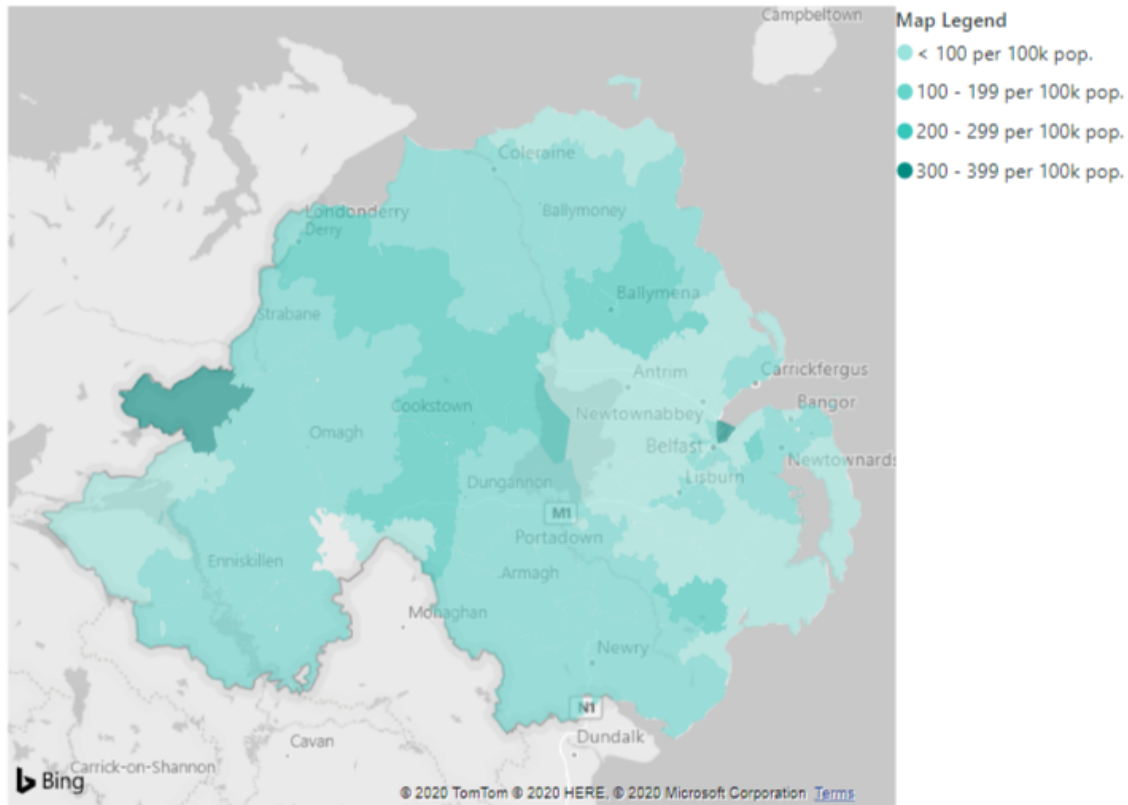 Campbeltown
Map Legend
< 100 per 100k pop.
100 - 199 per 100k pop.
200 - 299 per 100k pop.
300 - 399 per 100k pop.
Coleraine
Londonderry
Ballymoney
Derry
Ballymena
Strabane
Antrim
Carrickfergus
Cookstown
Newtownabbey
Bangor
Omagh
Belfast
Newtownards
Dungannon
Lisburn
M1
Portadown
Enniskillen
Armagh
Monaghan
Newry
N1
Cavan
Dundalk
Carrick-on-Shannon
Bing
© 2020 TomTom © 2020 HERE, © 2020 Microsoft Corporation Terms